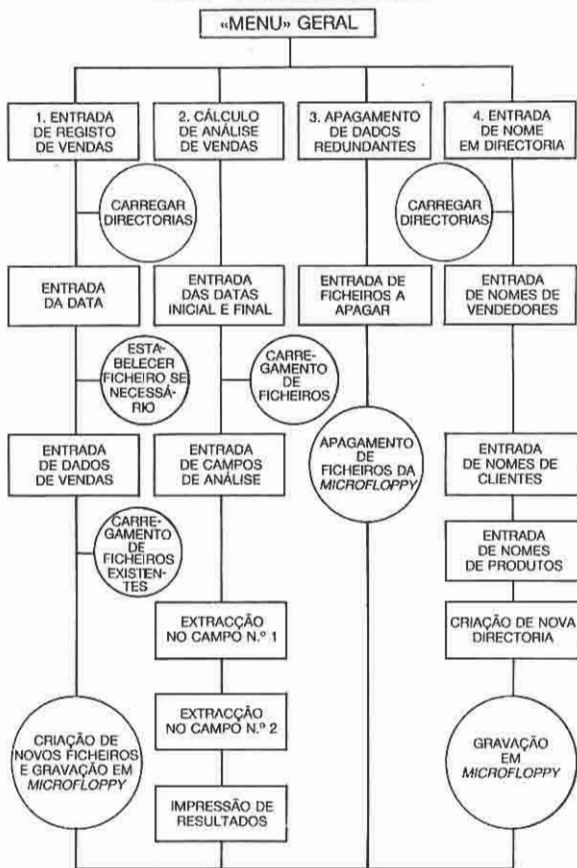 «MENU» GERAL
1. ENTRADA
DE REGISTO
DE VENDAS
2. CÁLCULO
DE ANÁLISE
DE VENDAS
3. APAGAMENTO
DE DADOS
REDUNDANTES
4. ENTRADA
DE NOME
EM DIRECTORIA
CARREGAR
DIRECTORIAS
CARREGAR
DIRECTORIAS
ENTRADA
DA DATA
ENTRADA
DAS DATAS
INICIAL E FINAL
ENTRADA DE
FICHEIROS A
APAGAR
ENTRADA
DE NOMES DE
VENDEDORES
ESTA-
BELECER
FICHEIRO SE
NECESSÁ-
RIO
CARRE-
GAMENTO
DE
FICHEIROS
ENTRADA
DE DADOS
DE VENDAS
ENTRADA
DE CAMPOS
DE ANÁLISE
APAGAMENTO
DE
FICHEIROS DA
MICROFLOPPY
ENTRADA
DE NOMES DE
CLIENTES
CARRE-
GAMENTO
DE
FICHEIROS
EXISTEN-
TES
ENTRADA
DE NOMES
DE PRODUTOS
EXTRACÇÃO
NO CAMPO N.º 1
CRIAÇÃO DE NOVA
DIRECTORIA
CRIAÇÃO DE
NOVOS FICHEIROS
E GRAVAÇÃO EM
MICROFLOPPY
EXTRACÇÃO
NO CAMPO N.º 2
GRAVAÇÃO
EM
MICROFLOPPY
IMPRESSÃO DE
RESULTADOS